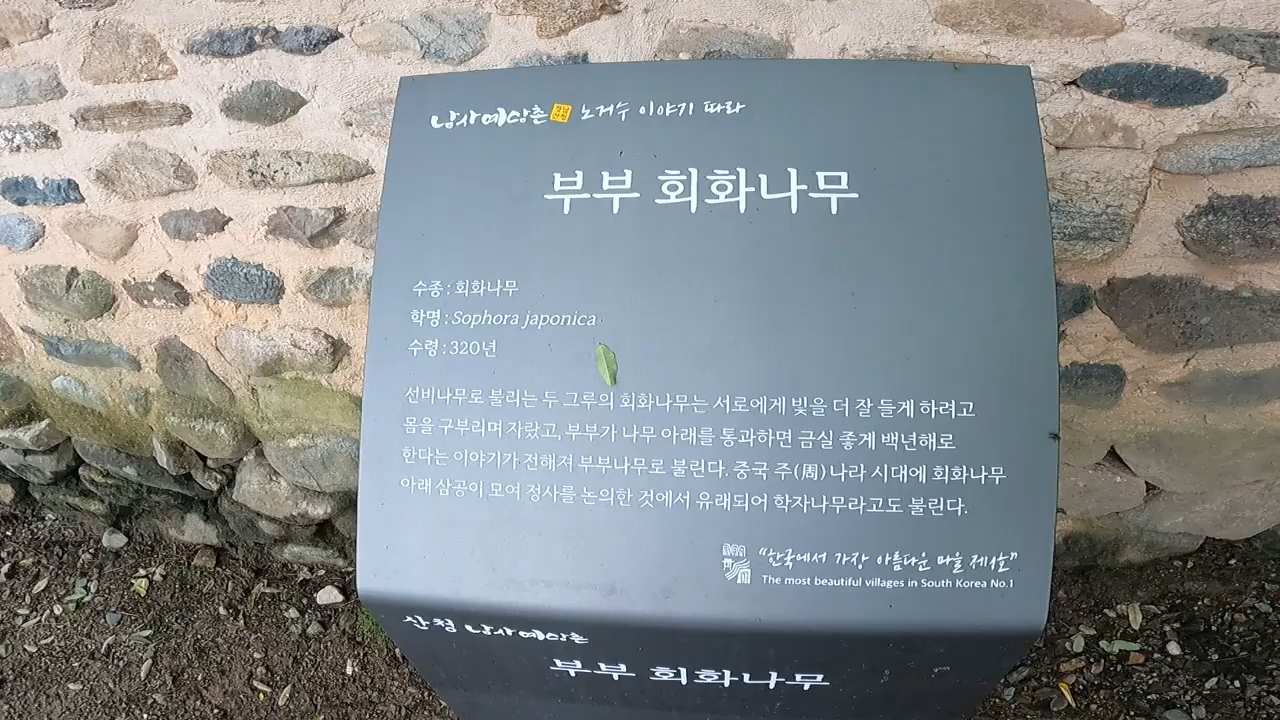 남사예담촌 경남 산청 노거수 이야기 따라
부부 회화나무
수종 : 회화나무
학명 : Sophora japonica
수령 : 320년
선비나무로 불리는 두 그루의 회화나무는 서로에게 빛을 더 잘 들게 하려고
몸을 구부리며 자랐고, 부부가 나무 아래를 통과하면 금실 좋게 백년해로
한다는 이야기가 전해져 부부나무로 불린다. 중국 주(周)나라 시대에 회화나무
아래 삼공이 모여 정사를 논의한 것에서 유래되어 학자나무라고도 불린다.
“한국에서 가장 아름다운 마을 제1호”
The most beautiful villages in South Korea No.1
산청 남사예담촌
부부 회화나무